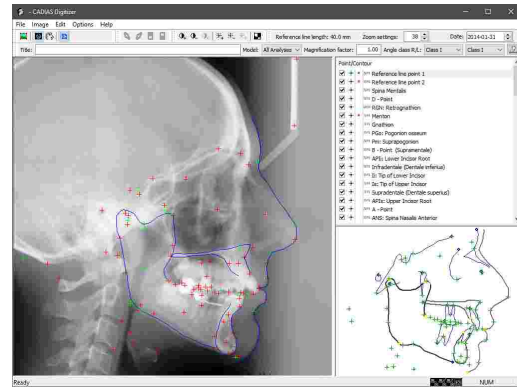 - CADIAS Digitizer
File Image Edit Options Help
Reference line length: 40.0 mm Zoom settings: 38 Date: 2014-01-31
Title: Model: All Analyses Magnification factor: 1.00 Angle class R/L: Class I Class I
Point/Contour
Reference line point 1
Reference line point 2
Spina Mentalis
D - Point
RGN: Retrognathion
Menton
Gnathion
PGo: Pogonion osseum
Pm: Suprapogonion
B - Point (Supramentale)
APIi: Lower Incisor Root
Infradentale (Dentale inferius)
Ii: Tip of Lower Incisor
Is: Tip of Upper Incisor
Supradentale (Dentale superius)
APIs: Upper Incisor Root
A - Point
ANS: Spina Nasalis Anterior
Ready NUM